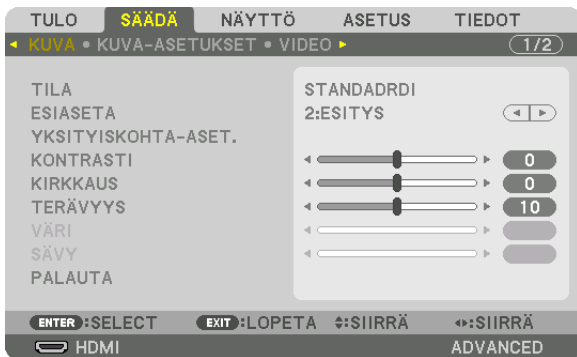 TULO SÄÄDÄ NÄYTTÖ ASETUS TIEDOT
KUVA • KUVA-ASETUKSET • VIDEO 1/2
TILA STANDADRDI
ESIASETA 2:ESITYS
YKSITYISKOHTA-ASET.
KONTRASTI 0
KIRKKAUS 0
TERÄVYYS 10
VÄRI
SÄVY
PALAUTA
ENTER:SELECT EXIT:LOPETA :SIIRRÄ :SIIRRÄ
HDMI ADVANCED